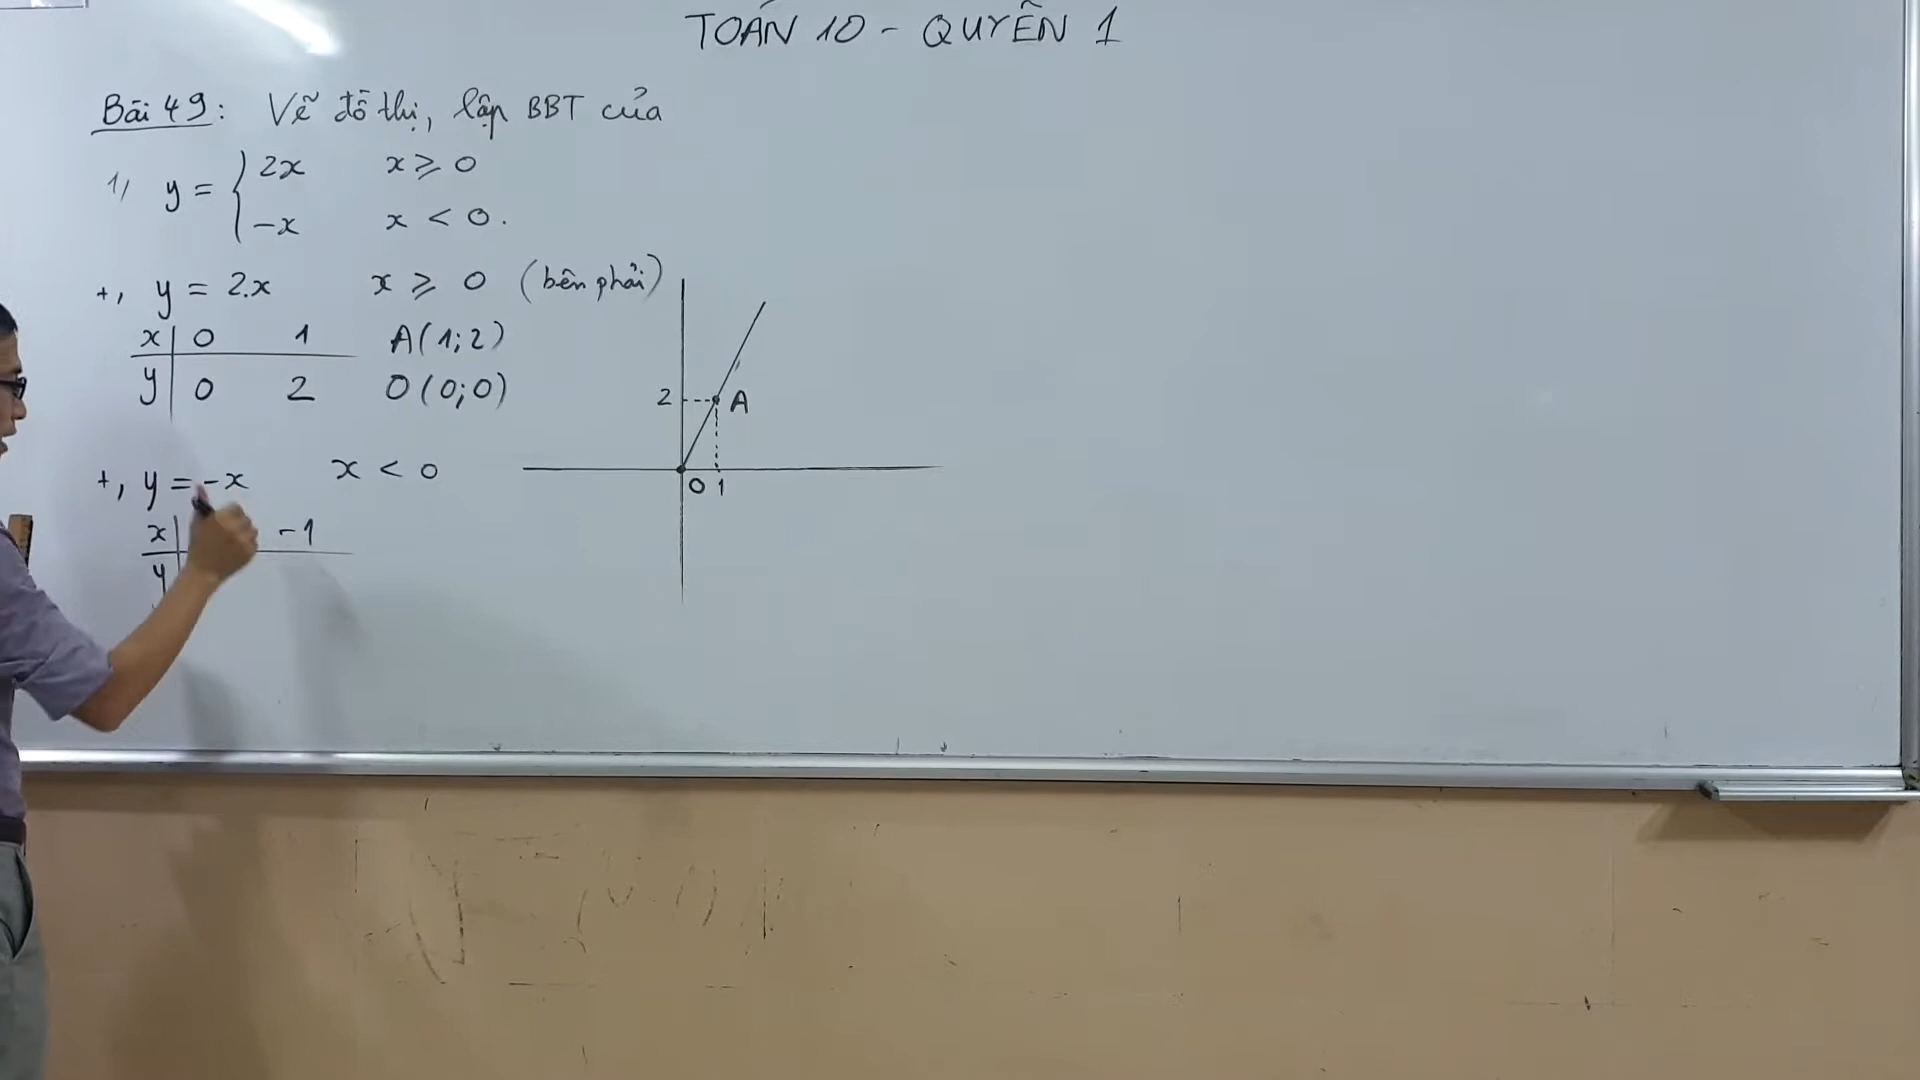 TOÁN 10 - QUYỂN 1
Bài 49: Vẽ đồ thị, lập BBT của
1, y = { 2x x ⩾ 0
-x x < 0.
+, y = 2.x x ⩾ 0 (bên phải)
x 0 1 A(1;2)
y 0 2 O(0;0)
+, y = -x x < 0
x -1
y
2 A
O 1